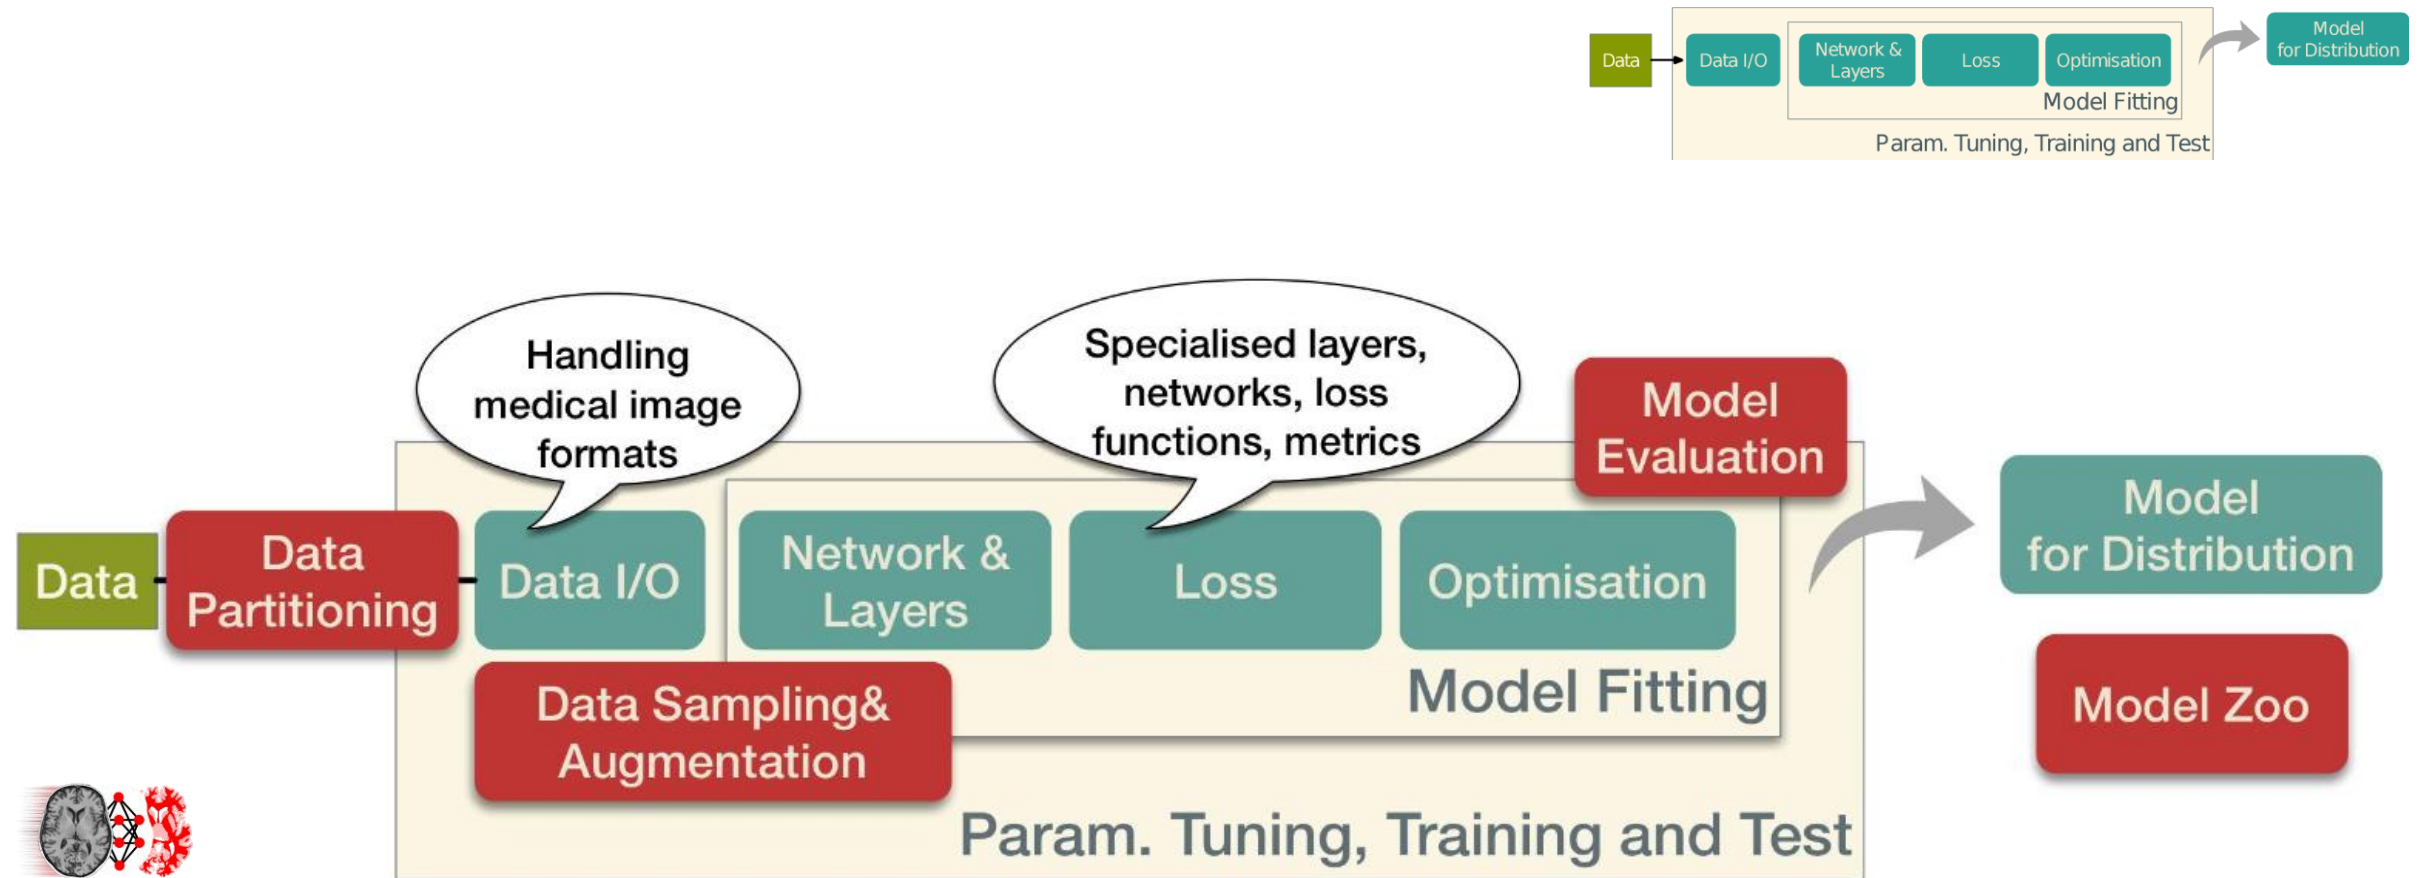 Data
Data I/O
Network &
Layers
Loss
Optimisation
Model Fitting
Param. Tuning, Training and Test
Model
for Distribution
Handling
medical image
formats
Specialised layers,
networks, loss
functions, metrics
Model
Evaluation
Data
Data
Partitioning
Data I/O
Network &
Layers
Loss
Optimisation
Model
for Distribution
Data Sampling&
Augmentation
Model Fitting
Model Zoo
Param. Tuning, Training and Test